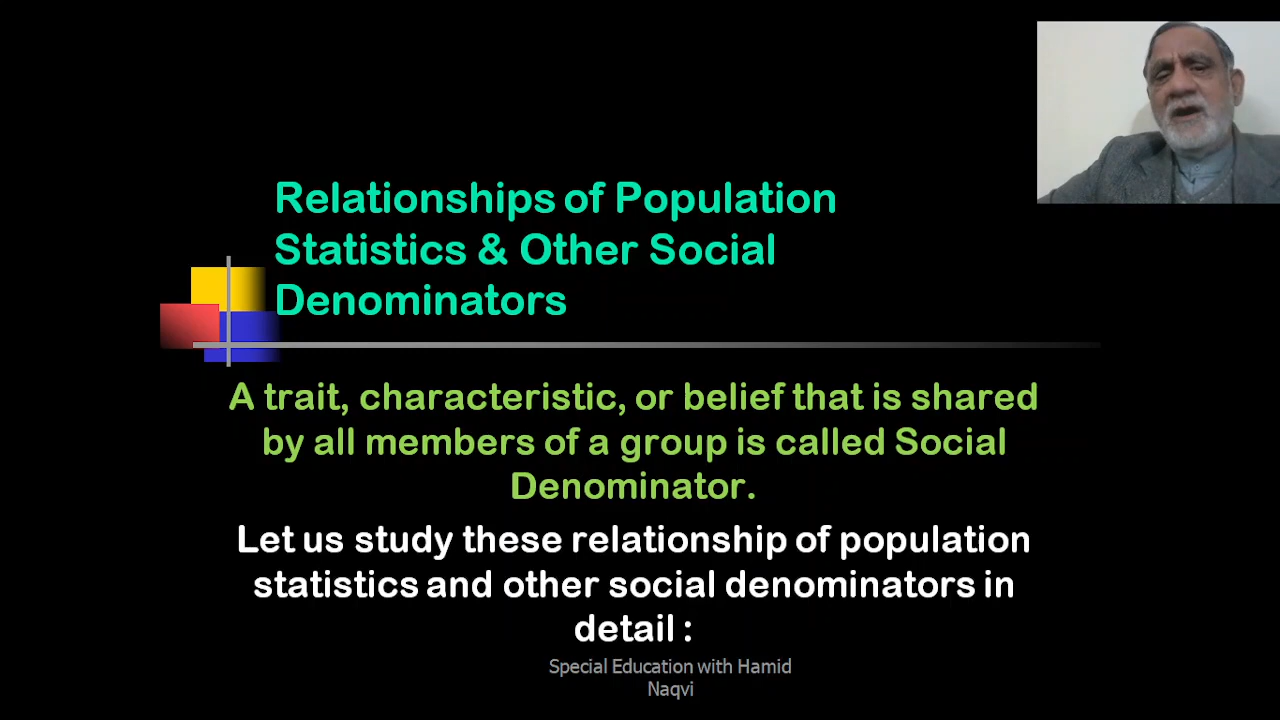 Relationships of Population
Statistics & Other Social
Denominators
A trait, characteristic, or belief that is shared
by all members of a group is called Social
Denominator.
Let us study these relationship of population
statistics and other social denominators in
detail :
Special Education with Hamid
Naqvi